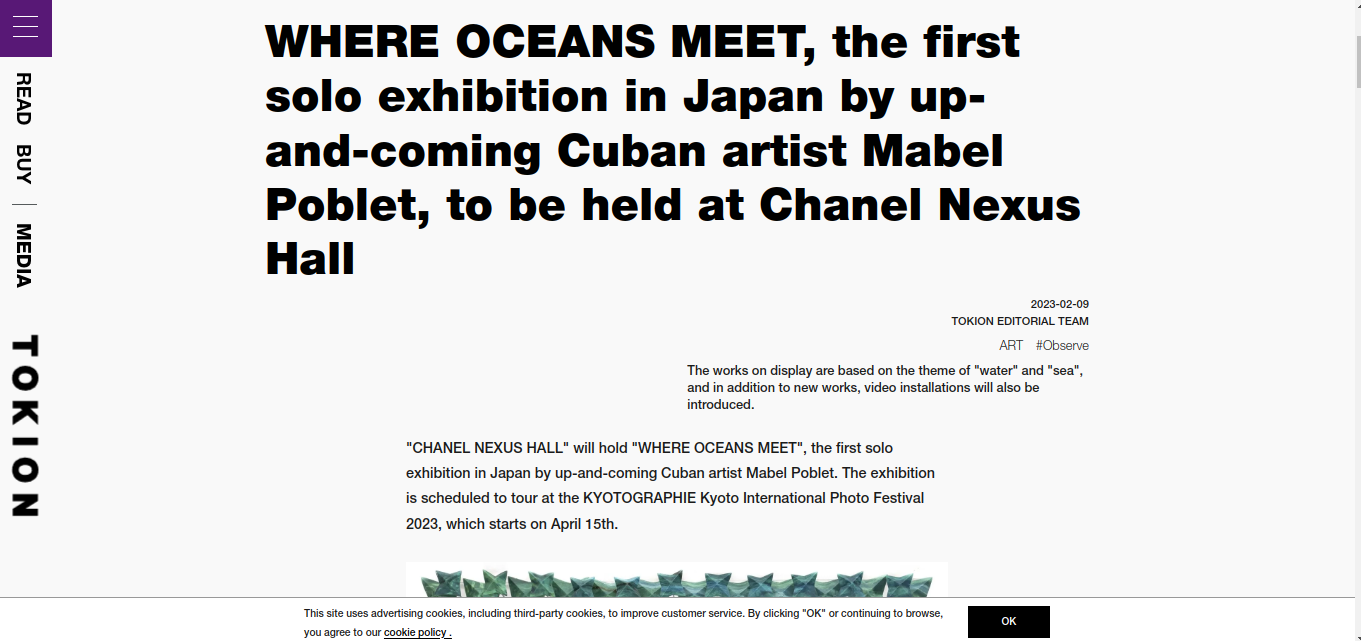 READ
BUY
MEDIA
TOKION
WHERE OCEANS MEET, the first
solo exhibition in Japan by up-
and-coming Cuban artist Mabel
Poblet, to be held at Chanel Nexus
Hall
2023-02-09
TOKION EDITORIAL TEAM
ART #Observe
The works on display are based on the theme of "water" and "sea",
and in addition to new works, video installations will also be
introduced.
"CHANEL NEXUS HALL" will hold "WHERE OCEANS MEET", the first solo
exhibition in Japan by up-and-coming Cuban artist Mabel Poblet. The exhibition
is scheduled to tour at the KYOTOGRAPHIE Kyoto International Photo Festival
2023, which starts on April 15th.
This site uses advertising cookies, including third-party cookies, to improve customer service. By clicking "OK" or continuing to browse,
you agree to our cookie policy .
OK